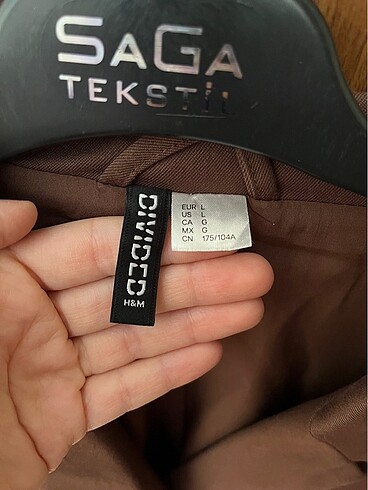 SAGA
TEKSTİL
DIVIDED
H&M
EUR L
US L
CA G
MX G
CN 175/104A